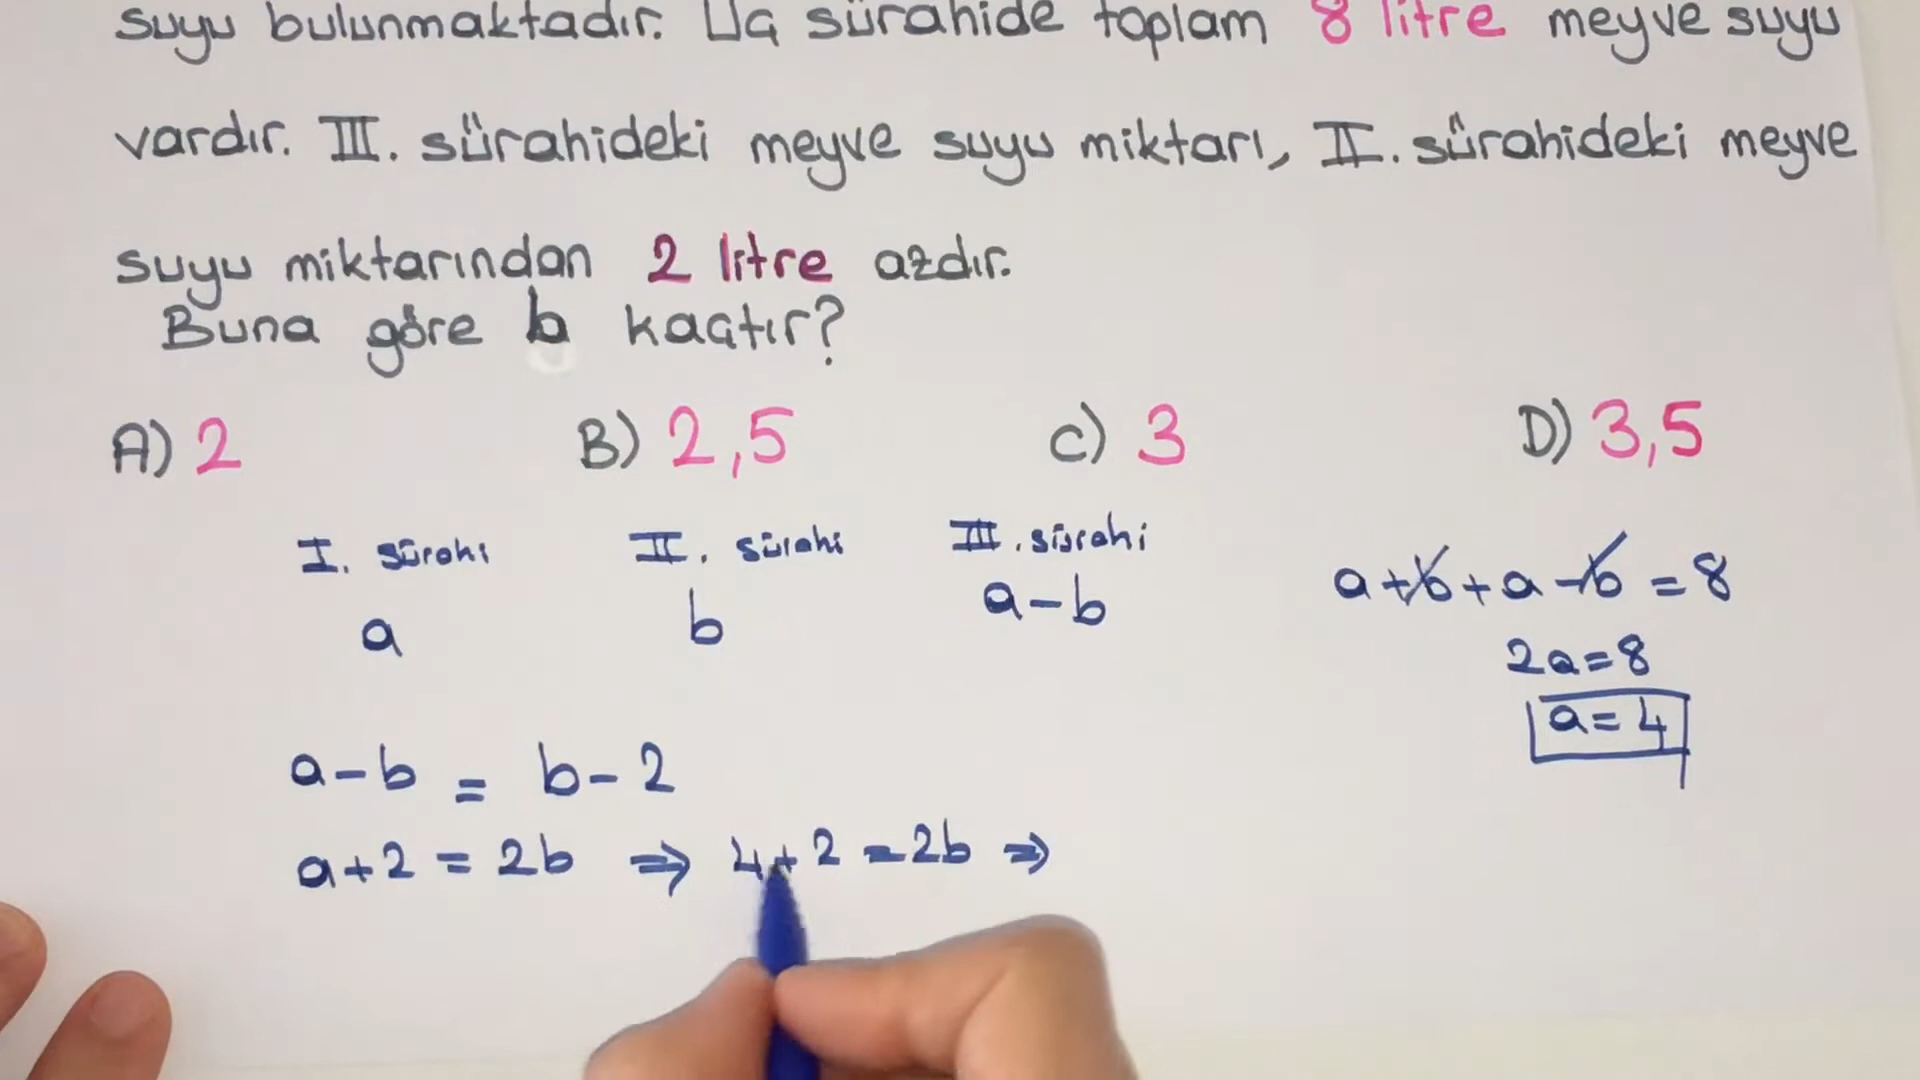 suyu bulunmaktadır. Üç sürahide toplam 8 litre meyve suyu
vardır. III. sürahideki meyve suyu miktarı, II. sürahideki meyve
suyu miktarından 2 litre azdır.
Buna göre b kaçtır?
A) 2 B) 2,5 C) 3 D) 3,5
I. sürahi II. sürahi III. sürahi
a b a-b
a+b+a-b=8
2a=8
a=4
a-b = b-2
a+2 = 2b ⇒ 4+2=2b ⇒